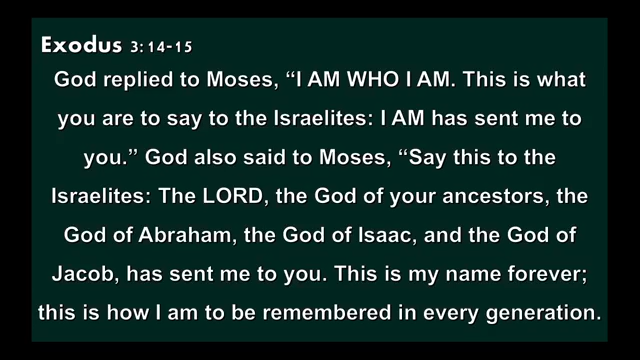 Exodus 3:14-15
God replied to Moses, “I AM WHO I AM. This is what
you are to say to the Israelites: I AM has sent me to
you.” God also said to Moses, “Say this to the
Israelites: The LORD, the God of your ancestors, the
God of Abraham, the God of Isaac, and the God of
Jacob, has sent me to you. This is my name forever;
this is how I am to be remembered in every generation.